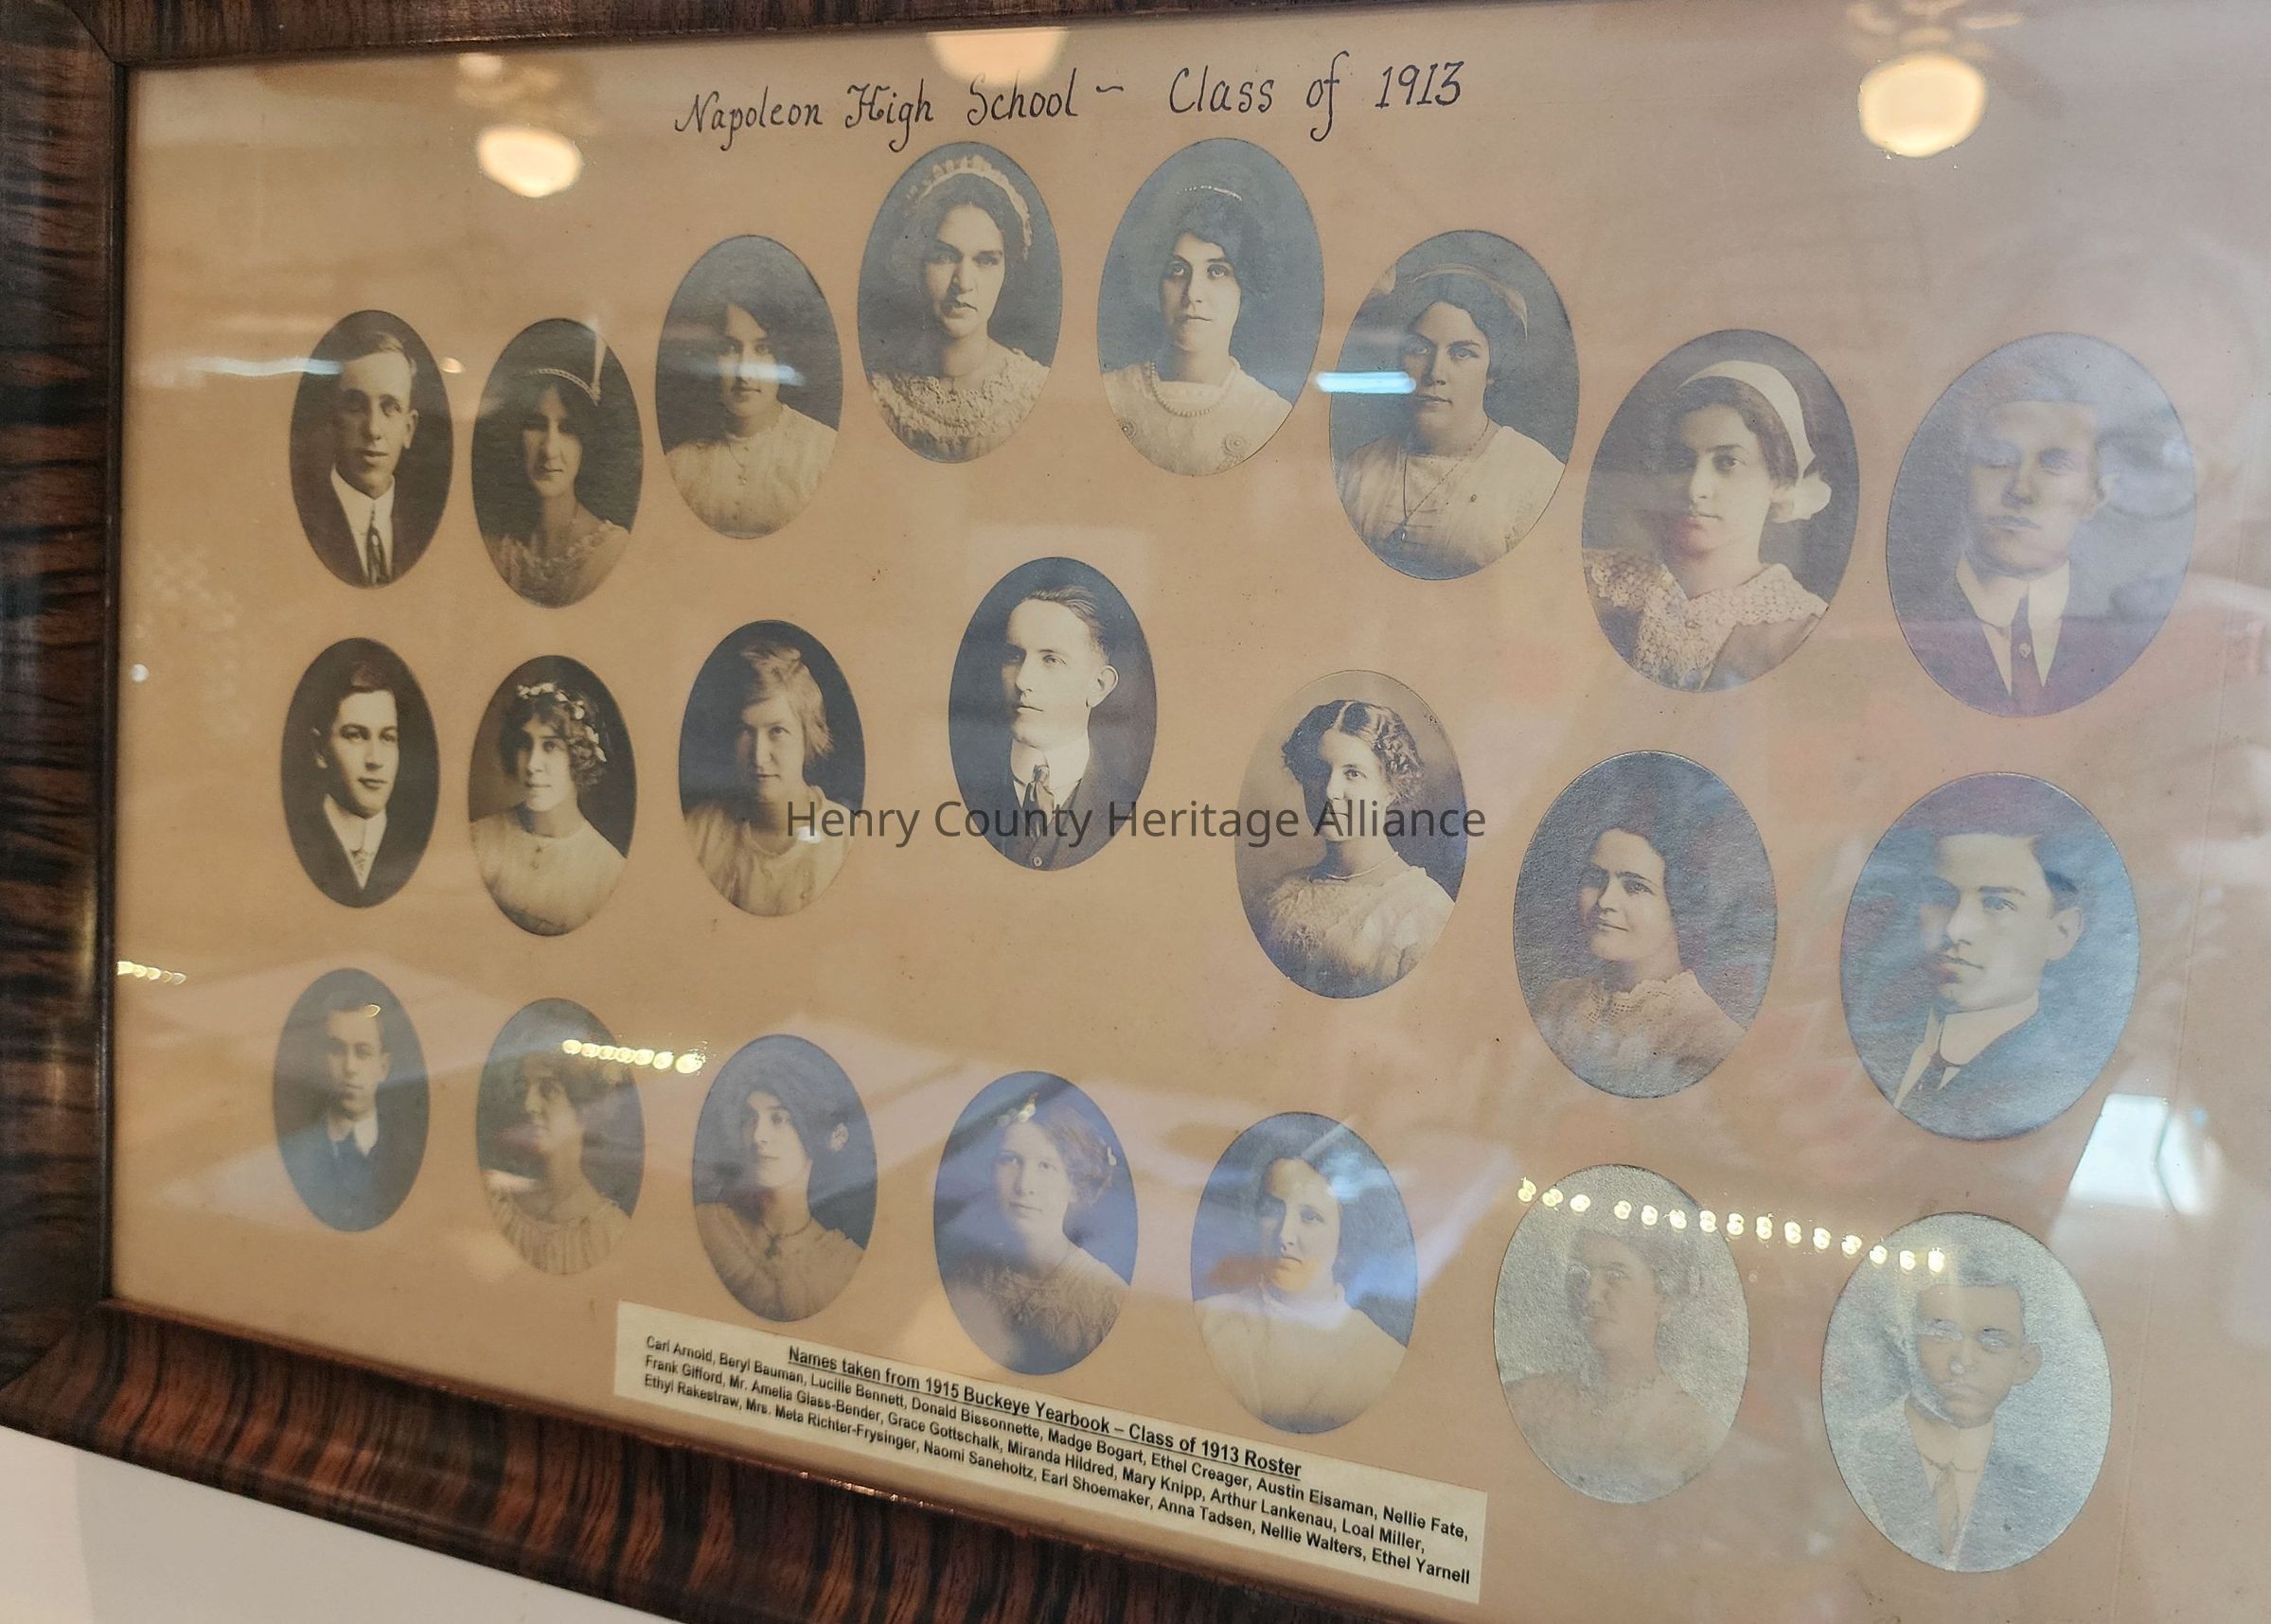 Napoleon High School ~ Class of 1913
Henry County Heritage Alliance
Names taken from 1915 Buckeye Yearbook – Class of 1913 Roster
Carl Arnold, Beryl Bauman, Lucille Bennett, Donald Bissonnette, Madge Bogart, Ethel Creager, Austin Eisaman, Nellie Fate,
Frank Gifford, Mr. Amelia Glass-Bender, Grace Gottschalk, Miranda Hildred, Mary Knipp, Arthur Lankenau, Loal Miller,
Ethyl Rakestraw, Mrs. Meta Richter-Frysinger, Naomi Saneholtz, Earl Shoemaker, Anna Tadsen, Nellie Walters, Ethel Yarnell